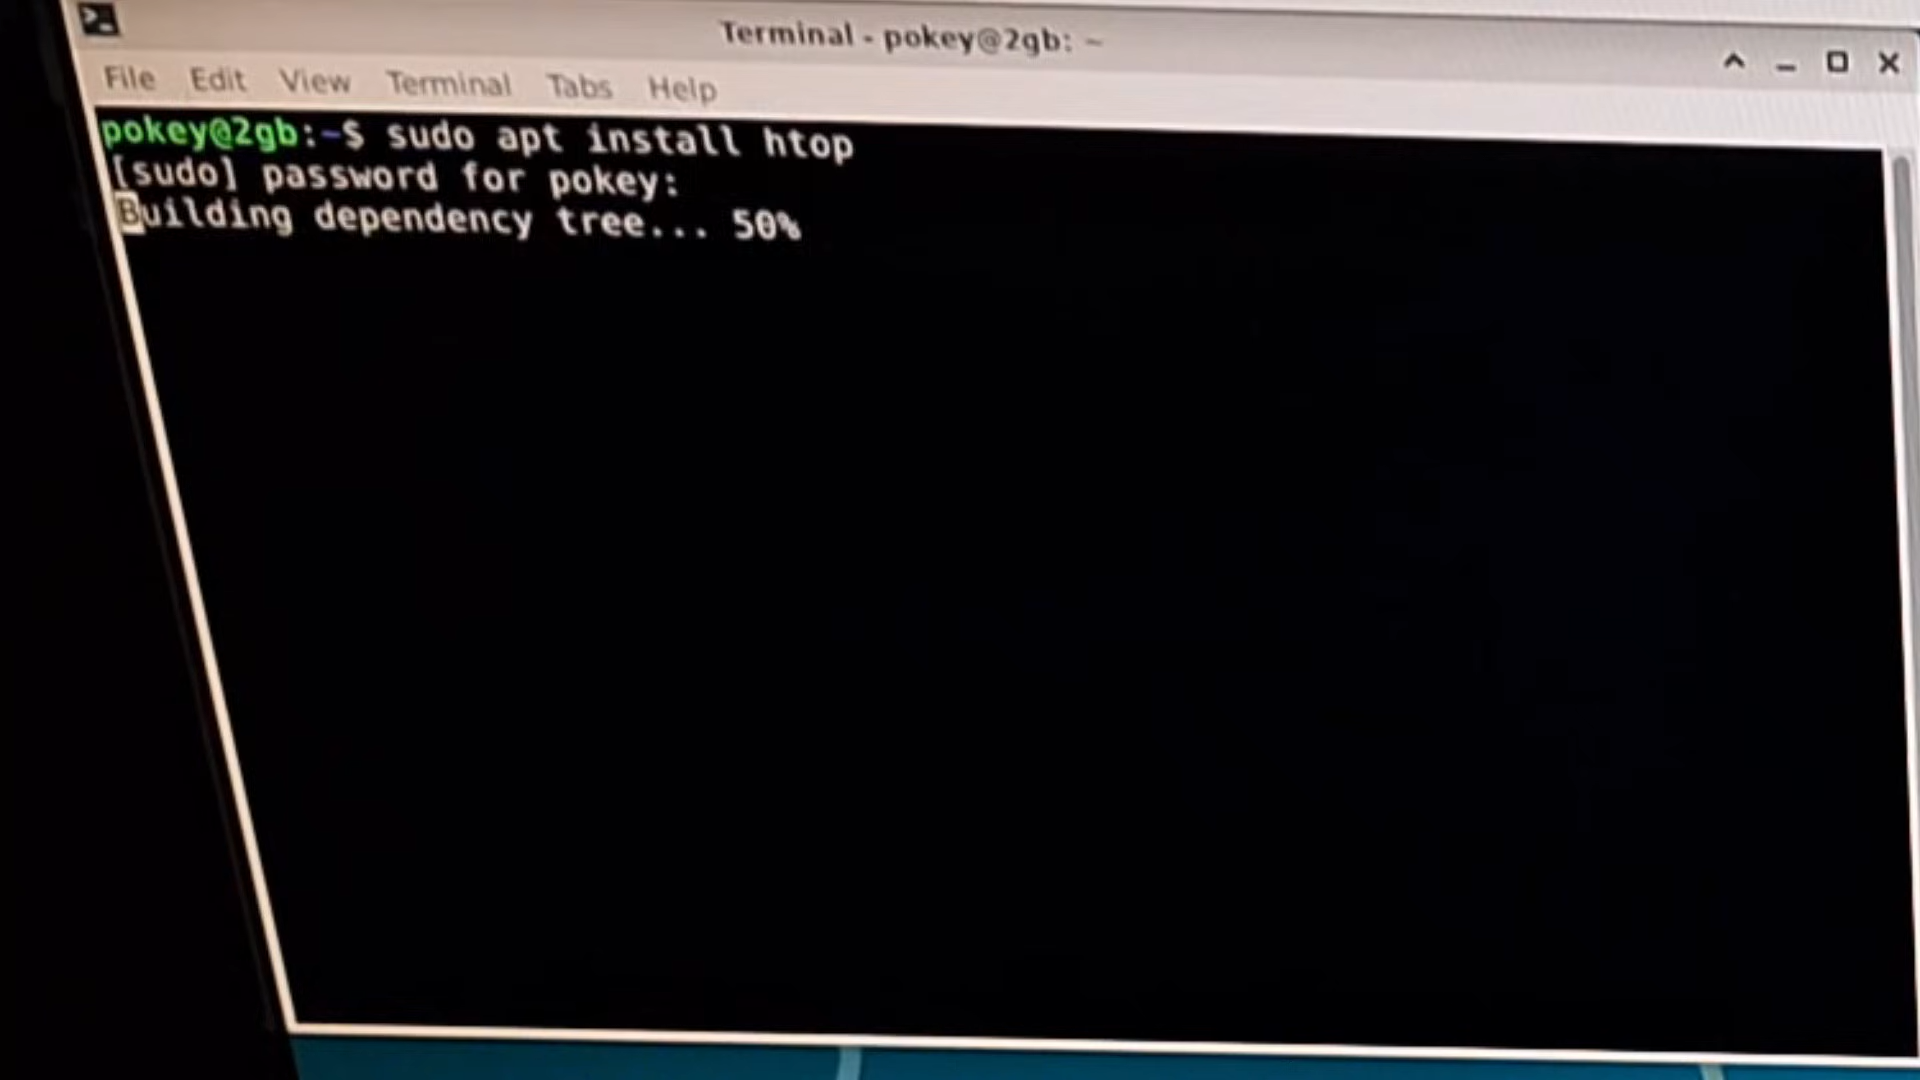 Terminal - pokey@2gb: ~
File Edit View Terminal Tabs Help
pokey@2gb:~$ sudo apt install htop
[sudo] password for pokey:
Building dependency tree... 50%